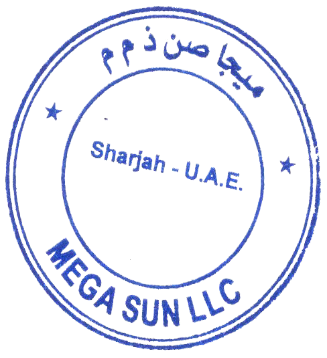 ميجا صن ذ م م
Sharjah - U.A.E.
MEGA SUN LLC